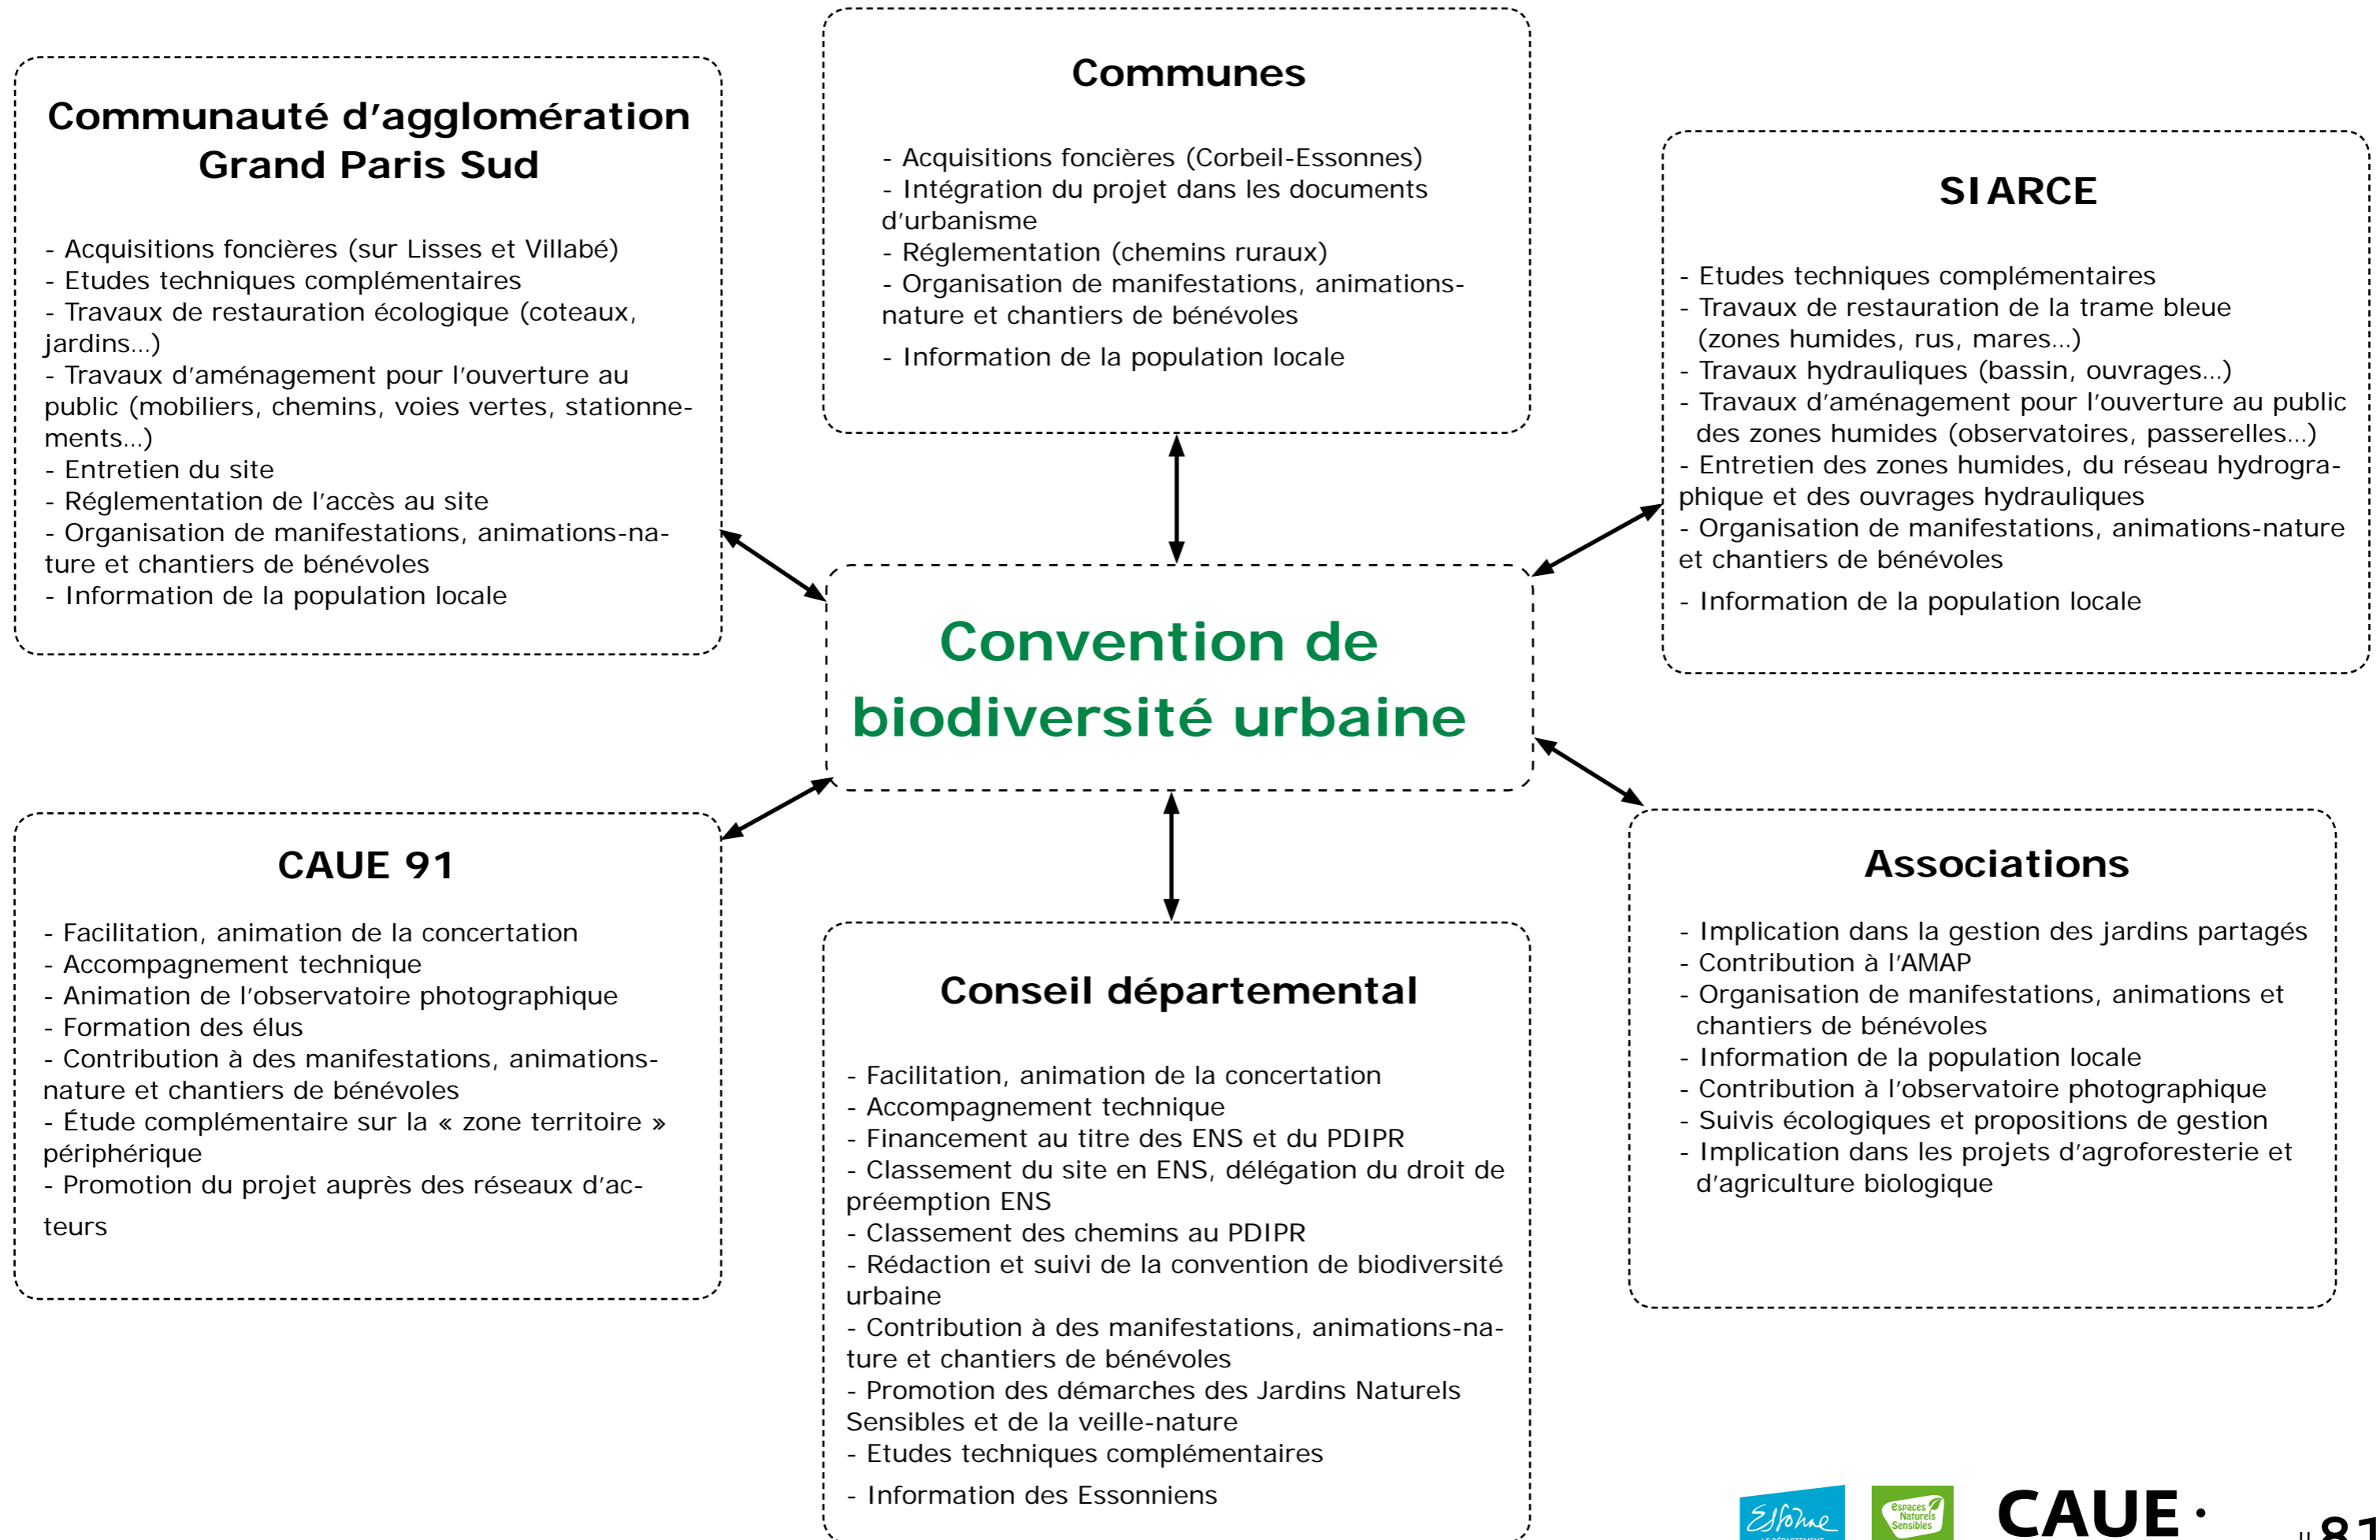 Communauté d'agglomération
Grand Paris Sud
- Acquisitions foncières (sur Lisses et Villabé)
- Etudes techniques complémentaires
- Travaux de restauration écologique (coteaux,
jardins...)
- Travaux d'aménagement pour l'ouverture au
public (mobiliers, chemins, voies vertes, stationne-
ments...)
- Entretien du site
- Réglementation de l'accès au site
- Organisation de manifestations, animations-na-
ture et chantiers de bénévoles
- Information de la population locale
Communes
- Acquisitions foncières (Corbeil-Essonnes)
- Intégration du projet dans les documents
d'urbanisme
- Réglementation (chemins ruraux)
- Organisation de manifestations, animations-
nature et chantiers de bénévoles
- Information de la population locale
SIARCE
- Etudes techniques complémentaires
- Travaux de restauration de la trame bleue
(zones humides, rus, mares...)
- Travaux hydrauliques (bassin, ouvrages...)
- Travaux d'aménagement pour l'ouverture au public
des zones humides (observatoires, passerelles...)
- Entretien des zones humides, du réseau hydrogra-
phique et des ouvrages hydrauliques
- Organisation de manifestations, animations-nature
et chantiers de bénévoles
- Information de la population locale
Convention de
biodiversité urbaine
CAUE 91
- Facilitation, animation de la concertation
- Accompagnement technique
- Animation de l'observatoire photographique
- Formation des élus
- Contribution à des manifestations, animations-
nature et chantiers de bénévoles
- Étude complémentaire sur la « zone territoire »
périphérique
- Promotion du projet auprès des réseaux d'ac-
teurs
Conseil départemental
- Facilitation, animation de la concertation
- Accompagnement technique
- Financement au titre des ENS et du PDIPR
- Classement du site en ENS, délégation du droit de
préemption ENS
- Classement des chemins au PDIPR
- Rédaction et suivi de la convention de biodiversité
urbaine
- Contribution à des manifestations, animations-na-
ture et chantiers de bénévoles
- Promotion des démarches des Jardins Naturels
Sensibles et de la veille-nature
- Etudes techniques complémentaires
- Information des Essonniens
Associations
- Implication dans la gestion des jardins partagés
- Contribution à l'AMAP
- Organisation de manifestations, animations et
chantiers de bénévoles
- Information de la population locale
- Contribution à l'observatoire photographique
- Suivis écologiques et propositions de gestion
- Implication dans les projets d'agroforesterie et
d'agriculture biologique
Essonne
espaces
Naturels
Sensibles
CAUE
81